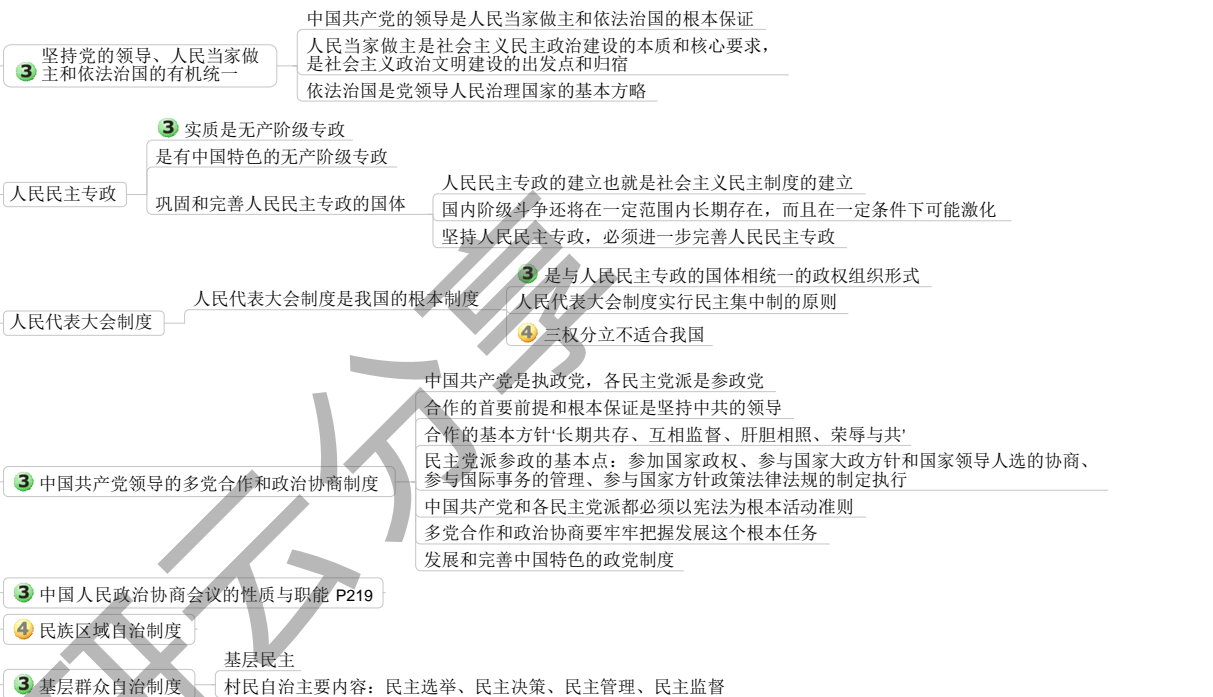 中国共产党的领导是人民当家做主和依法治国的根本保证
3 坚持党的领导、人民当家做
主和依法治国的有机统一
人民当家做主是社会主义民主政治建设的本质和核心要求，
是社会主义政治文明建设的出发点和归宿
依法治国是党领导人民治理国家的基本方略
人民民主专政
3 实质是无产阶级专政
是有中国特色的无产阶级专政
巩固和完善人民民主专政的国体
人民民主专政的建立也就是社会主义民主制度的建立
国内阶级斗争还将在一定范围内长期存在，而且在一定条件下可能激化
坚持人民民主专政，必须进一步完善人民民主专政
人民代表大会制度
人民代表大会制度是我国的根本制度
3 是与人民民主专政的国体相统一的政权组织形式
人民代表大会制度实行民主集中制的原则
4 三权分立不适合我国
3 中国共产党领导的多党合作和政治协商制度
中国共产党是执政党，各民主党派是参政党
合作的首要前提和根本保证是坚持中共的领导
合作的基本方针‘长期共存、互相监督、肝胆相照、荣辱与共’
民主党派参政的基本点：参加国家政权、参与国家大政方针和国家领导人选的协商、
参与国际事务的管理、参与国家方针政策法律法规的制定执行
中国共产党和各民主党派都必须以宪法为根本活动准则
多党合作和政治协商要牢牢把握发展这个根本任务
发展和完善中国特色的政党制度
3 中国人民政治协商会议的性质与职能 P219
4 民族区域自治制度
3 基层群众自治制度
基层民主
村民自治主要内容：民主选举、民主决策、民主管理、民主监督
研云分享